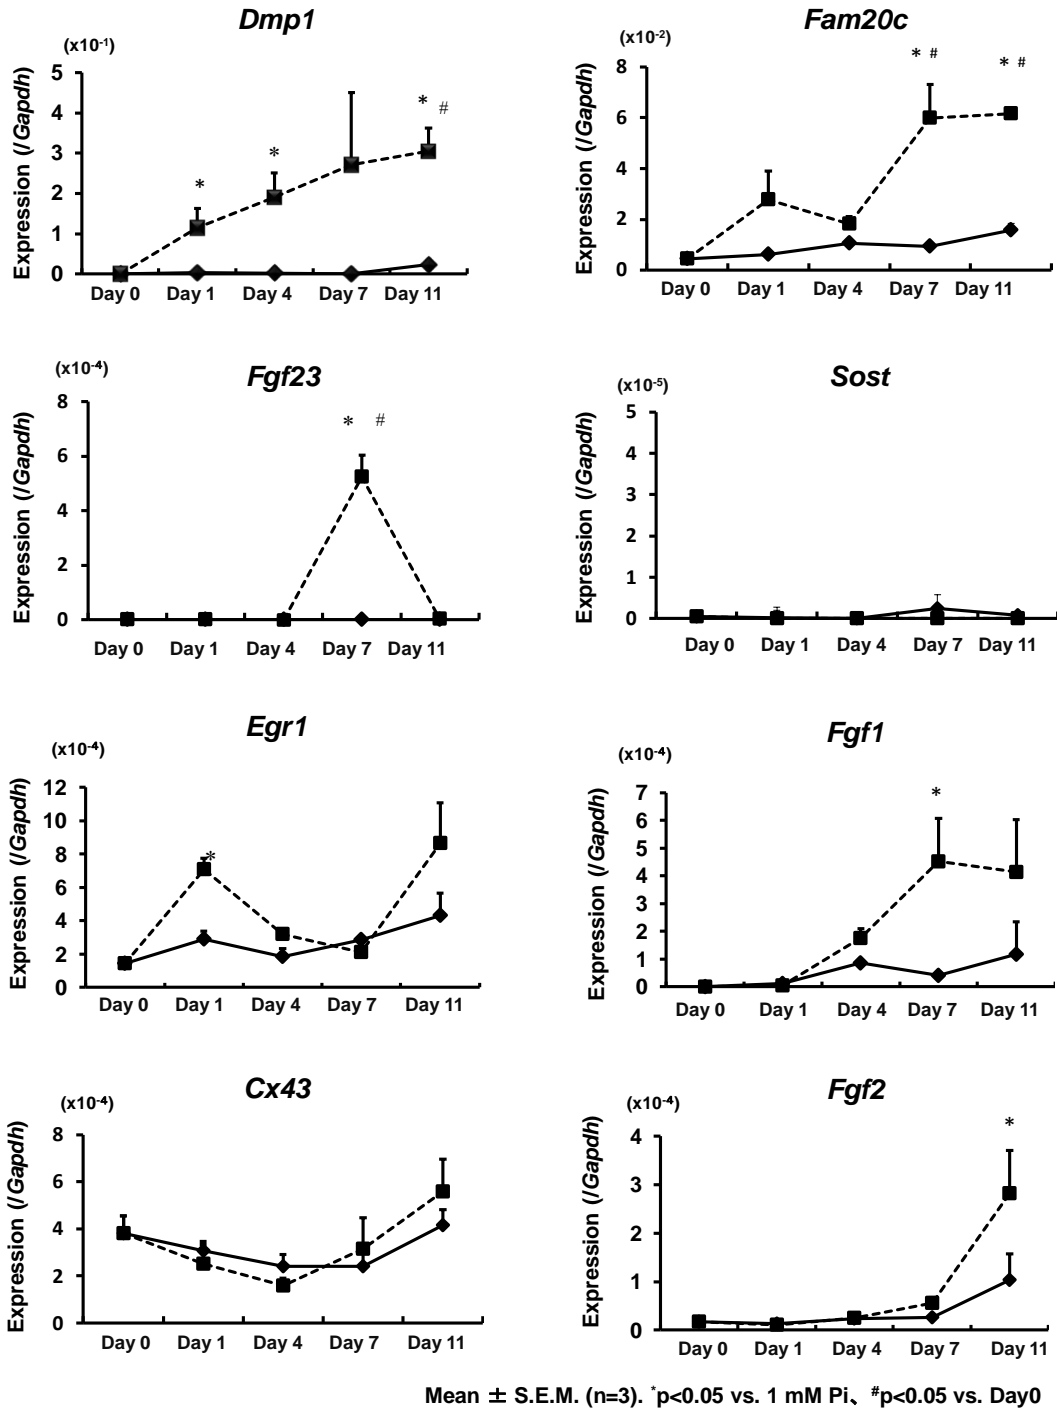 Dmp1
(x10-1)
Expression (/Gapdh)
5
4
3
2
1
0
*
*
* #
Day 0 Day 1 Day 4 Day 7 Day 11
Fam20c
(x10-2)
Expression (/Gapdh)
8
6
4
2
0
* #
* #
Day 0 Day 1 Day 4 Day 7 Day 11
Fgf23
(x10-4)
Expression (/Gapdh)
8
6
4
2
0
* #
Day 0 Day 1 Day 4 Day 7 Day 11
Sost
(x10-5)
Expression (/Gapdh)
5
4
3
2
1
0
Day 0 Day 1 Day 4 Day 7 Day 11
Egr1
(x10-4)
Expression (/Gapdh)
12
10
8
6
4
2
0
*
Day 0 Day 1 Day 4 Day 7 Day 11
Fgf1
(x10-4)
Expression (/Gapdh)
7
6
5
4
3
2
1
0
*
Day 0 Day 1 Day 4 Day 7 Day 11
Cx43
(x10-4)
Expression (/Gapdh)
8
6
4
2
0
Day 0 Day 1 Day 4 Day 7 Day 11
Fgf2
(x10-4)
Expression (/Gapdh)
4
3
2
1
0
*
Day 0 Day 1 Day 4 Day 7 Day 11
Mean ± S.E.M. (n=3). *p<0.05 vs. 1 mM Pi、 #p<0.05 vs. Day0